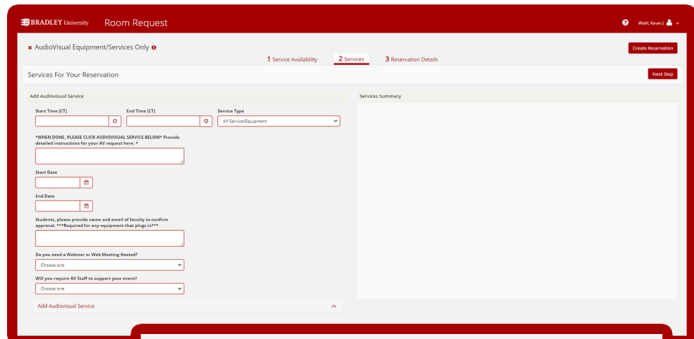 BRADLEY University
Room Request
Wahl, Kevin J
AudioVisual Equipment/Services Only
Create Reservation
1 Service Availability
2 Services
3 Reservation Details
Services For Your Reservation
Next Step
Add Audiovisual Service
Services Summary
Start Time [CT]
End Time [CT]
Service Type
AV Service/Equipment
*WHEN DONE, PLEASE CLICK AUDIOVISUAL SERVICE BELOW* Provide
detailed instructions for your AV request here. *
Start Date
End Date
Students, please provide name and email of faculty to confirm
approval. ***Required for any equipment that plugs in***
Do you need a Webinar or Web Meeting Hosted?
Choose one
Will you require AV Staff to support your event?
Choose one
Add Audiovisual Service